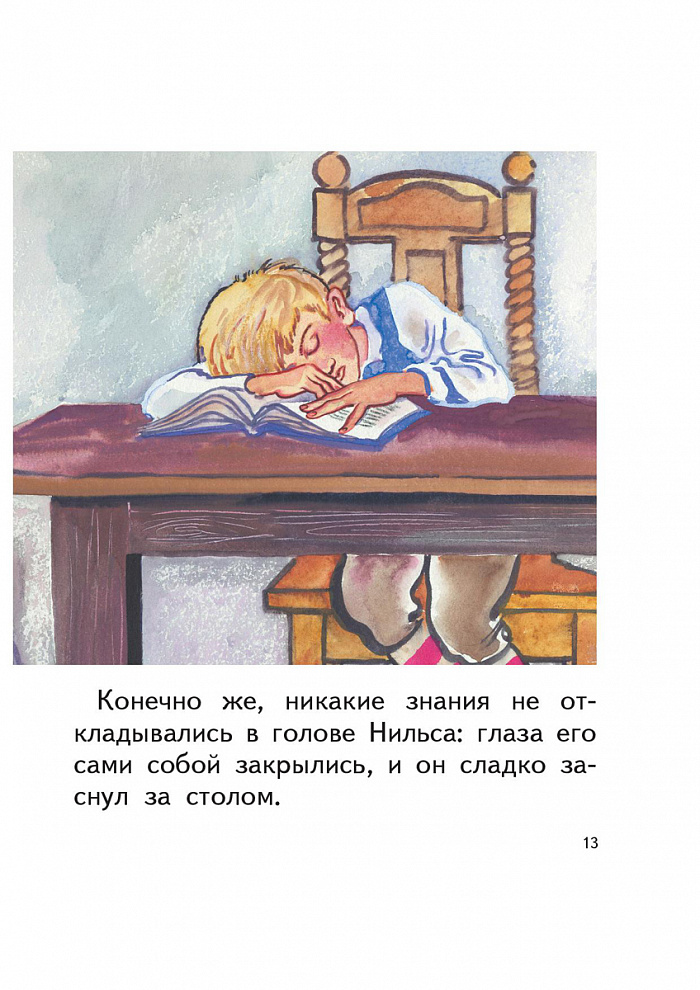 Конечно же, никакие знания не от-
кладывались в голове Нильса: глаза его
сами собой закрылись, и он сладко за-
снул за столом.
13